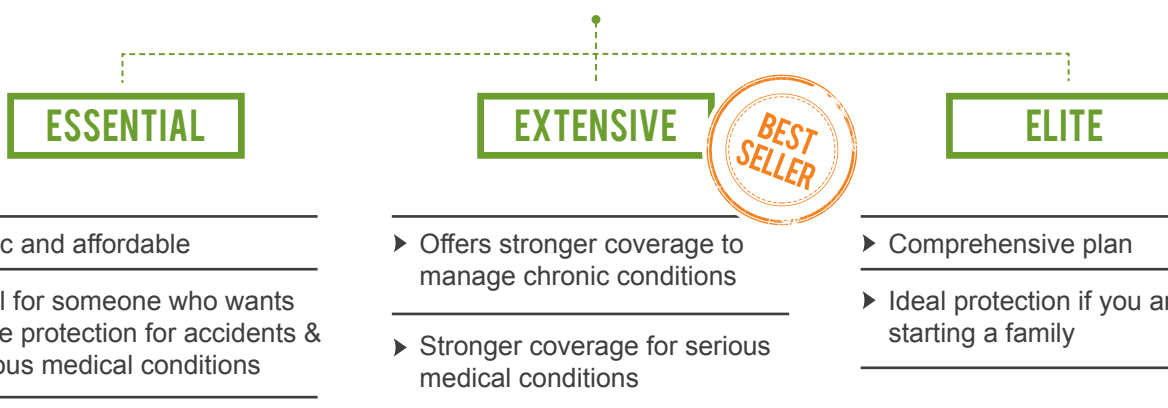 ESSENTIAL
EXTENSIVE
BEST
SELLER
ELITE
c and affordable
l for someone who wants
e protection for accidents &
ous medical conditions
Offers stronger coverage to
manage chronic conditions
Stronger coverage for serious
medical conditions
Comprehensive plan
Ideal protection if you ar
starting a family